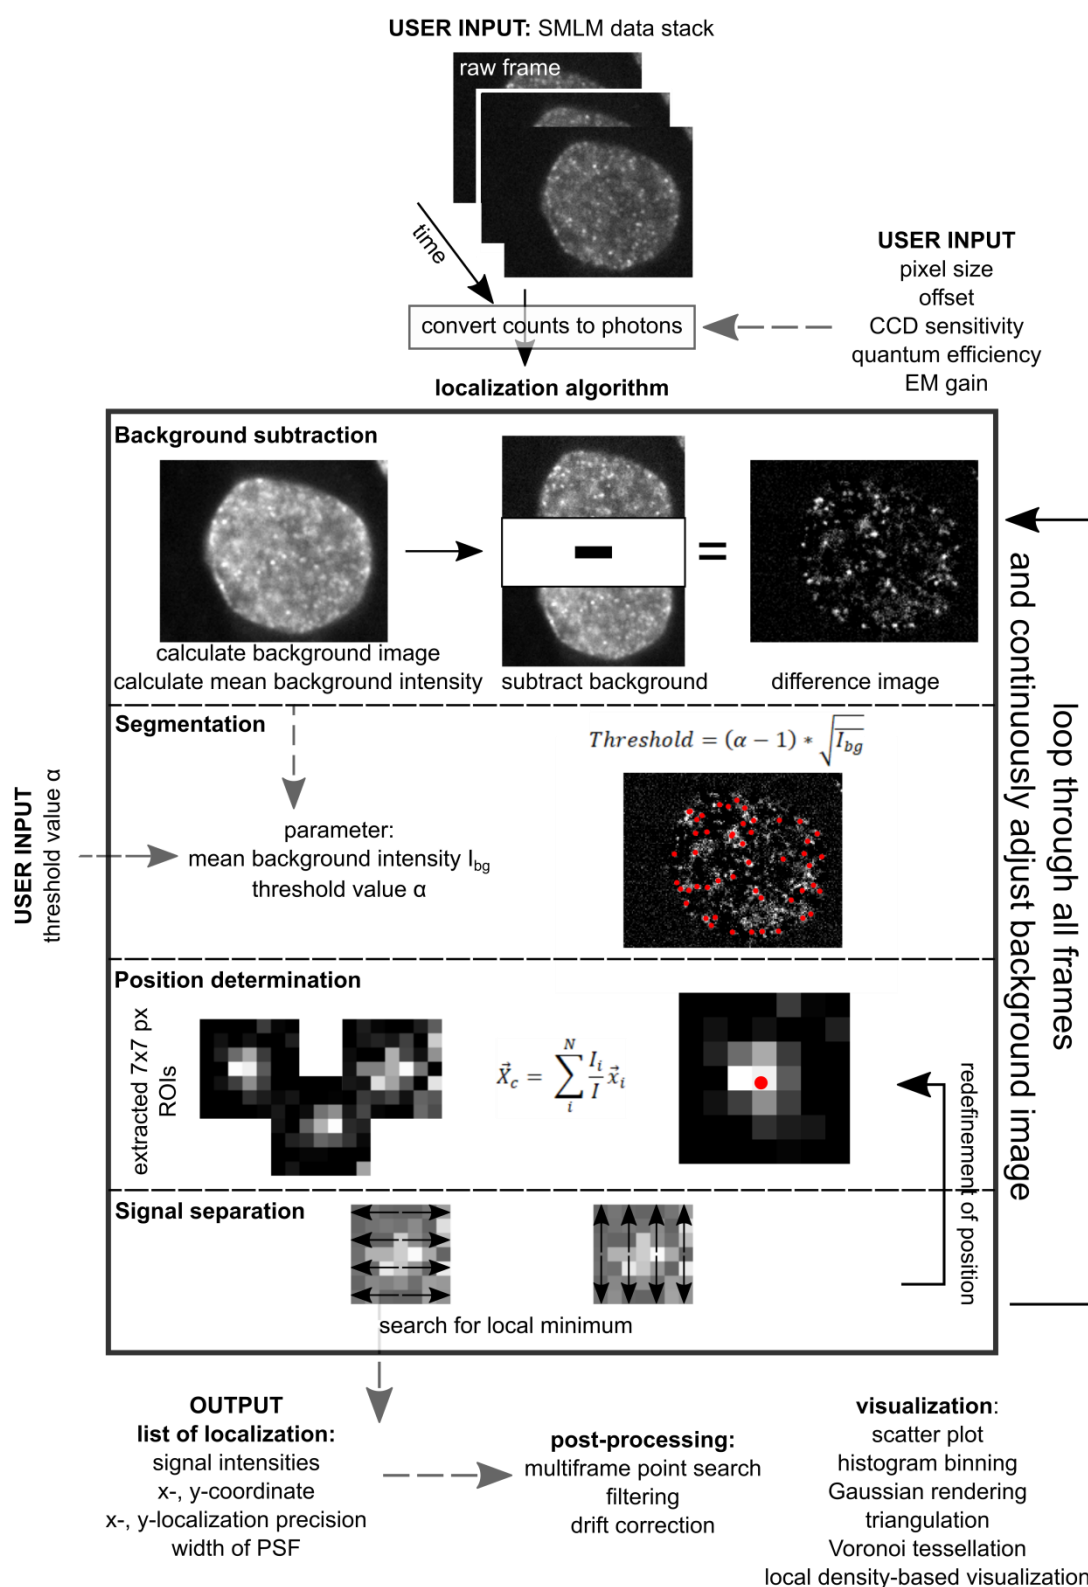 USER INPUT: SMLM data stack
raw frame
time
USER INPUT
pixel size
offset
CCD sensitivity
quantum efficiency
EM gain
convert counts to photons
localization algorithm
Background subtraction
calculate background image
calculate mean background intensity
subtract background
=
difference image
Segmentation
Threshold = (α − 1) * √I_bg
USER INPUT
threshold value α
parameter:
mean background intensity I_bg
threshold value α
Position determination
extracted 7x7 px
ROIs
X⃗_c = ∑_i^N I_i/I x⃗_i
Signal separation
search for local minimum
redefinement of position
loop through all frames
and continuously adjust background image
OUTPUT
list of localization:
signal intensities
x-, y-coordinate
x-, y-localization precision
width of PSF
post-processing:
multiframe point search
filtering
drift correction
visualization:
scatter plot
histogram binning
Gaussian rendering
triangulation
Voronoi tessellation
local density-based visualization